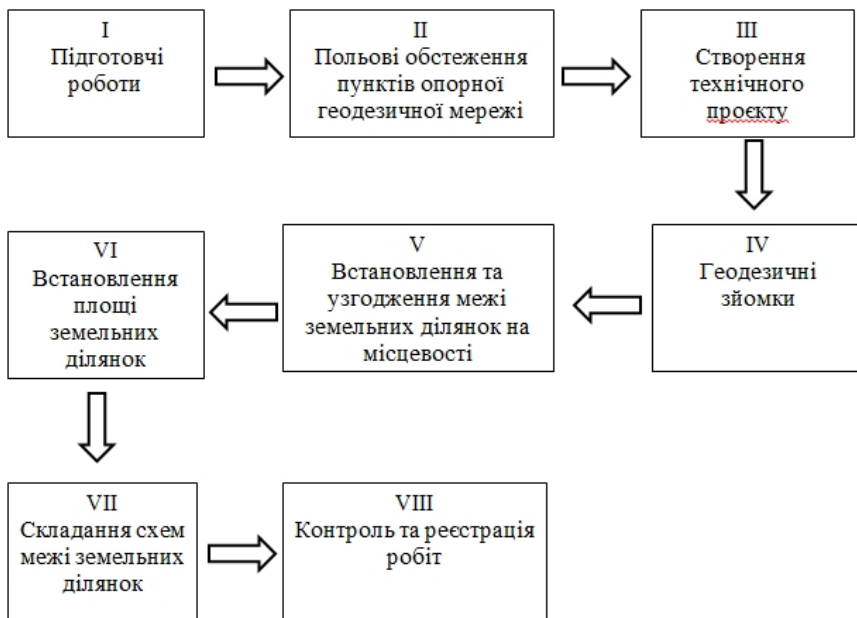 I
Підготовчі
роботи
II
Польові обстеження
пунктів опорної
геодезичної мережі
III
Створення
технічного
проєкту
IV
Геодезичні
зйомки
V
Встановлення та
узгодження межі
земельних ділянок на
місцевості
VI
Встановлення
площі
земельних
ділянок
VII
Складання схем
межі земельних
ділянок
VIII
Контроль та реєстрація
робіт